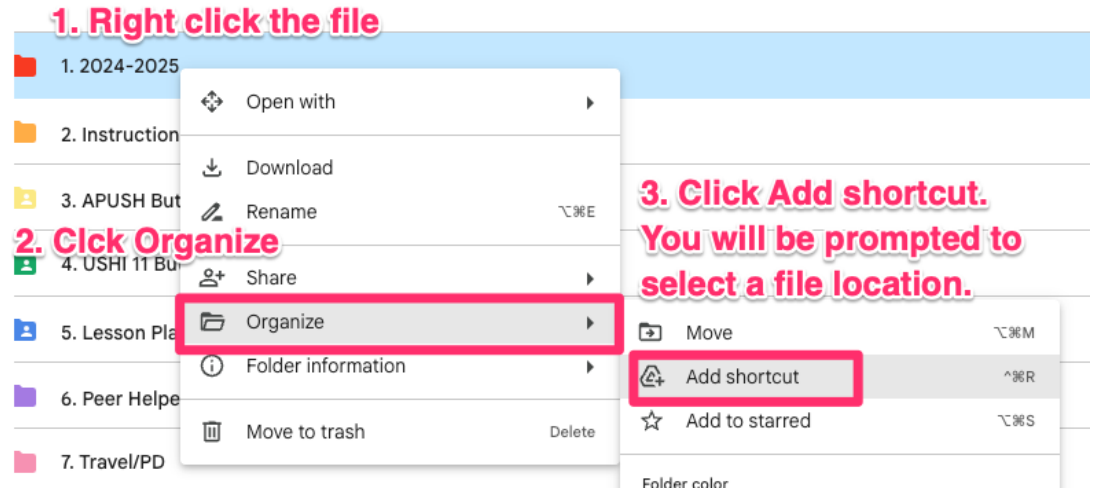 1. Right click the file
1. 2024-2025
Open with
2. Instruction
Download
3. APUSH But
Rename ⌥⌘E
3. Click Add shortcut.
You will be prompted to
select a file location.
2. Clck Organize
4. USHI 11 Bu
Share
Organize
5. Lesson Pla
Move ⌥⌘M
Folder information
Add shortcut ^⌘R
6. Peer Helpe
Add to starred ⌥⌘S
Move to trash Delete
7. Travel/PD
Folder color